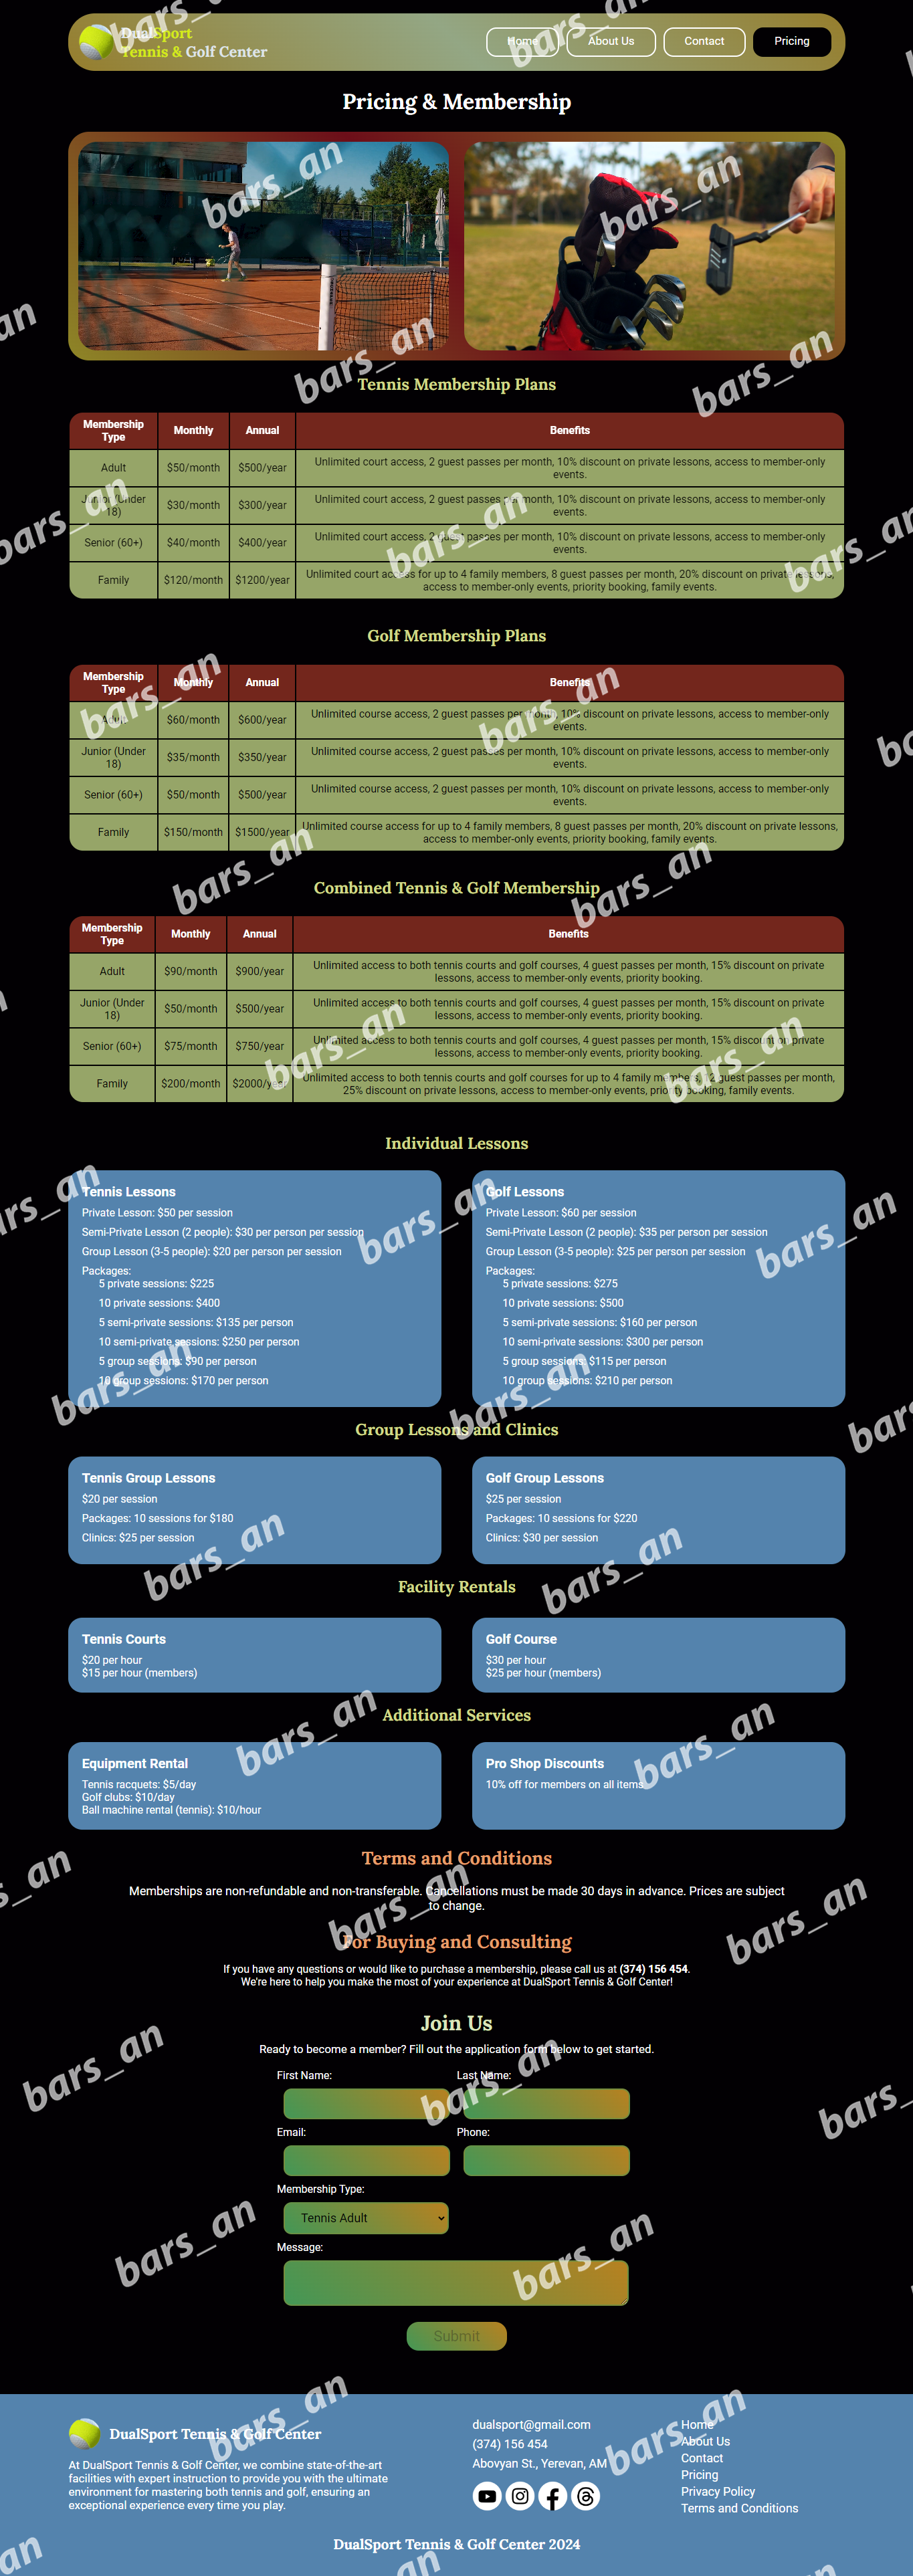 DualSport
Tennis & Golf Center
Home
About Us
Contact
Pricing
Pricing & Membership
Tennis Membership Plans
Membership Type Monthly Annual Benefits
Adult $50/month $500/year Unlimited court access, 2 guest passes per month, 10% discount on private lessons, access to member-only
events.
Junior (Under 18) $30/month $300/year Unlimited court access, 2 guest passes per month, 10% discount on private lessons, access to member-only
events.
Senior (60+) $40/month $400/year Unlimited court access, 2 guest passes per month, 10% discount on private lessons, access to member-only
events.
Family $120/month $1200/year Unlimited court access for up to 4 family members, 8 guest passes per month, 20% discount on private lessons,
access to member-only events, priority booking, family events.
Golf Membership Plans
Membership Type Monthly Annual Benefits
Adult $60/month $600/year Unlimited course access, 2 guest passes per month, 10% discount on private lessons, access to member-only
events.
Junior (Under 18) $35/month $350/year Unlimited course access, 2 guest passes per month, 10% discount on private lessons, access to member-only
events.
Senior (60+) $50/month $500/year Unlimited course access, 2 guest passes per month, 10% discount on private lessons, access to member-only
events.
Family $150/month $1500/year Unlimited course access for up to 4 family members, 8 guest passes per month, 20% discount on private lessons,
access to member-only events, priority booking, family events.
Combined Tennis & Golf Membership
Membership Type Monthly Annual Benefits
Adult $90/month $900/year Unlimited access to both tennis courts and golf courses, 4 guest passes per month, 15% discount on private
lessons, access to member-only events, priority booking.
Junior (Under 18) $50/month $500/year Unlimited access to both tennis courts and golf courses, 4 guest passes per month, 15% discount on private
lessons, access to member-only events, priority booking.
Senior (60+) $75/month $750/year Unlimited access to both tennis courts and golf courses, 4 guest passes per month, 15% discount on private
lessons, access to member-only events, priority booking.
Family $200/month $2000/year Unlimited access to both tennis courts and golf courses for up to 4 family members, 12 guest passes per month,
25% discount on private lessons, access to member-only events, priority booking, family events.
Individual Lessons
Tennis Lessons
Private Lesson: $50 per session
Semi-Private Lesson (2 people): $30 per person per session
Group Lesson (3-5 people): $20 per person per session
Packages:
5 private sessions: $225
10 private sessions: $400
5 semi-private sessions: $135 per person
10 semi-private sessions: $250 per person
5 group sessions: $90 per person
10 group sessions: $170 per person
Golf Lessons
Private Lesson: $60 per session
Semi-Private Lesson (2 people): $35 per person per session
Group Lesson (3-5 people): $25 per person per session
Packages:
5 private sessions: $275
10 private sessions: $500
5 semi-private sessions: $160 per person
10 semi-private sessions: $300 per person
5 group sessions: $115 per person
10 group sessions: $210 per person
Group Lessons and Clinics
Tennis Group Lessons
$20 per session
Packages: 10 sessions for $180
Clinics: $25 per session
Golf Group Lessons
$25 per session
Packages: 10 sessions for $220
Clinics: $30 per session
Facility Rentals
Tennis Courts
$20 per hour
$15 per hour (members)
Golf Course
$30 per hour
$25 per hour (members)
Additional Services
Equipment Rental
Tennis racquets: $5/day
Golf clubs: $10/day
Ball machine rental (tennis): $10/hour
Pro Shop Discounts
10% off for members on all items
Terms and Conditions
Memberships are non-refundable and non-transferable. Cancellations must be made 30 days in advance. Prices are subject
to change.
For Buying and Consulting
If you have any questions or would like to purchase a membership, please call us at (374) 156 454.
We're here to help you make the most of your experience at DualSport Tennis & Golf Center!
Join Us
Ready to become a member? Fill out the application form below to get started.
First Name:
Last Name:
Email:
Phone:
Membership Type:
Tennis Adult
Message:
Submit
DualSport Tennis & Golf Center
At DualSport Tennis & Golf Center, we combine state-of-the-art
facilities with expert instruction to provide you with the ultimate
environment for mastering both tennis and golf, ensuring an
exceptional experience every time you play.
dualsport@gmail.com
(374) 156 454
Abovyan St., Yerevan, AM
Home
About Us
Contact
Pricing
Privacy Policy
Terms and Conditions
DualSport Tennis & Golf Center 2024
bars_an